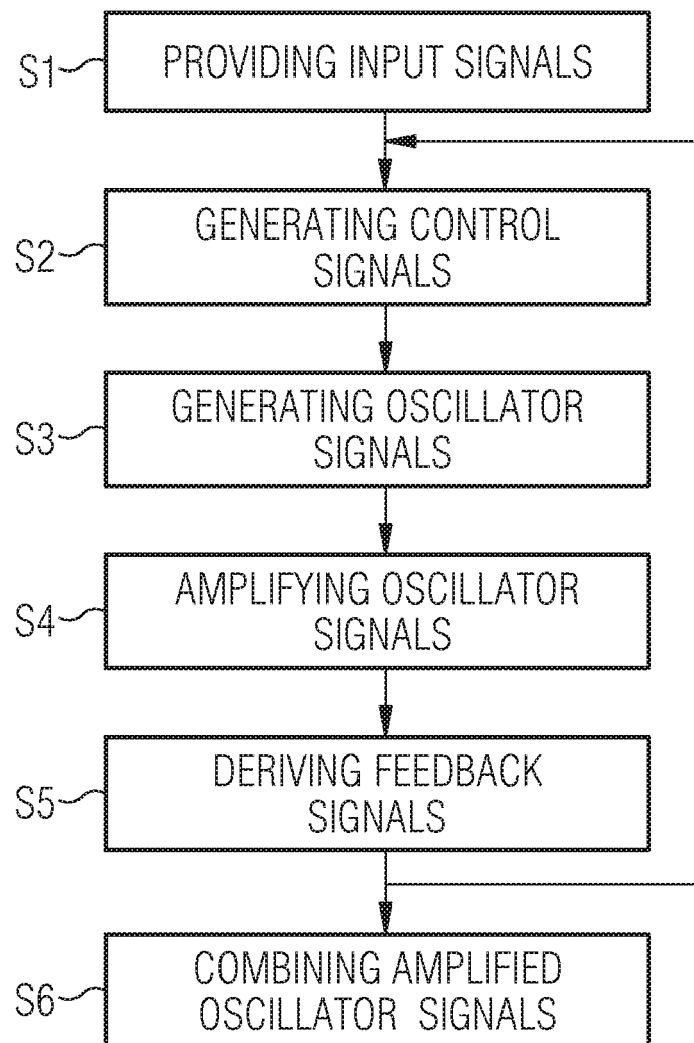 S1
PROVIDING INPUT SIGNALS
S2
GENERATING CONTROL
SIGNALS
S3
GENERATING OSCILLATOR
SIGNALS
S4
AMPLIFYING OSCILLATOR
SIGNALS
S5
DERIVING FEEDBACK
SIGNALS
S6
COMBINING AMPLIFIED
OSCILLATOR SIGNALS